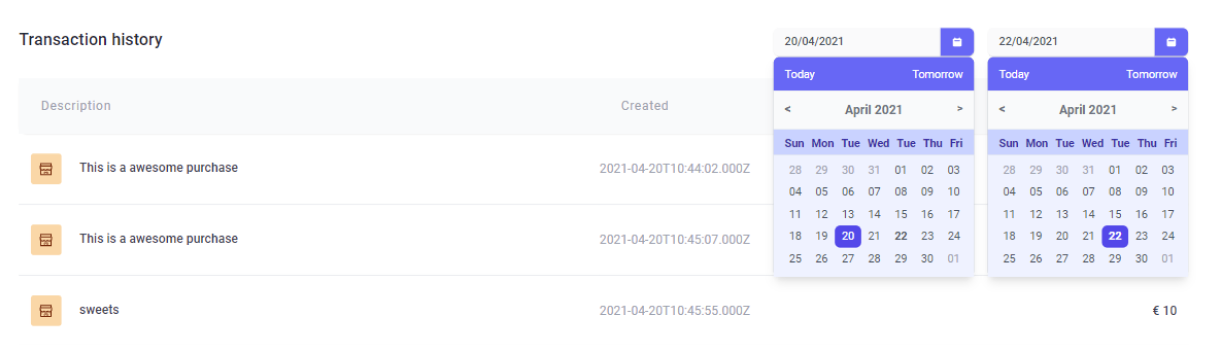 Transaction history
20/04/2021
22/04/2021
Today Tomorrow
< April 2021 >
Sun Mon Tue Wed Tue Thu Fri
28 29 30 31 01 02 03
04 05 06 07 08 09 10
11 12 13 14 15 16 17
18 19 20 21 22 23 24
25 26 27 28 29 30 01
Today Tomorrow
< April 2021 >
Sun Mon Tue Wed Tue Thu Fri
28 29 30 31 01 02 03
04 05 06 07 08 09 10
11 12 13 14 15 16 17
18 19 20 21 22 23 24
25 26 27 28 29 30 01
Description Created
This is a awesome purchase 2021-04-20T10:44:02.000Z
This is a awesome purchase 2021-04-20T10:45:07.000Z
sweets 2021-04-20T10:45:55.000Z € 10